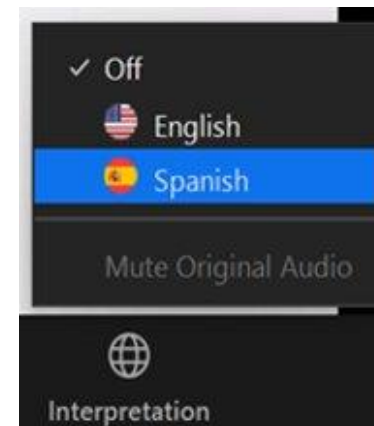 Off
English
Spanish
Mute Original Audio
Interpretation